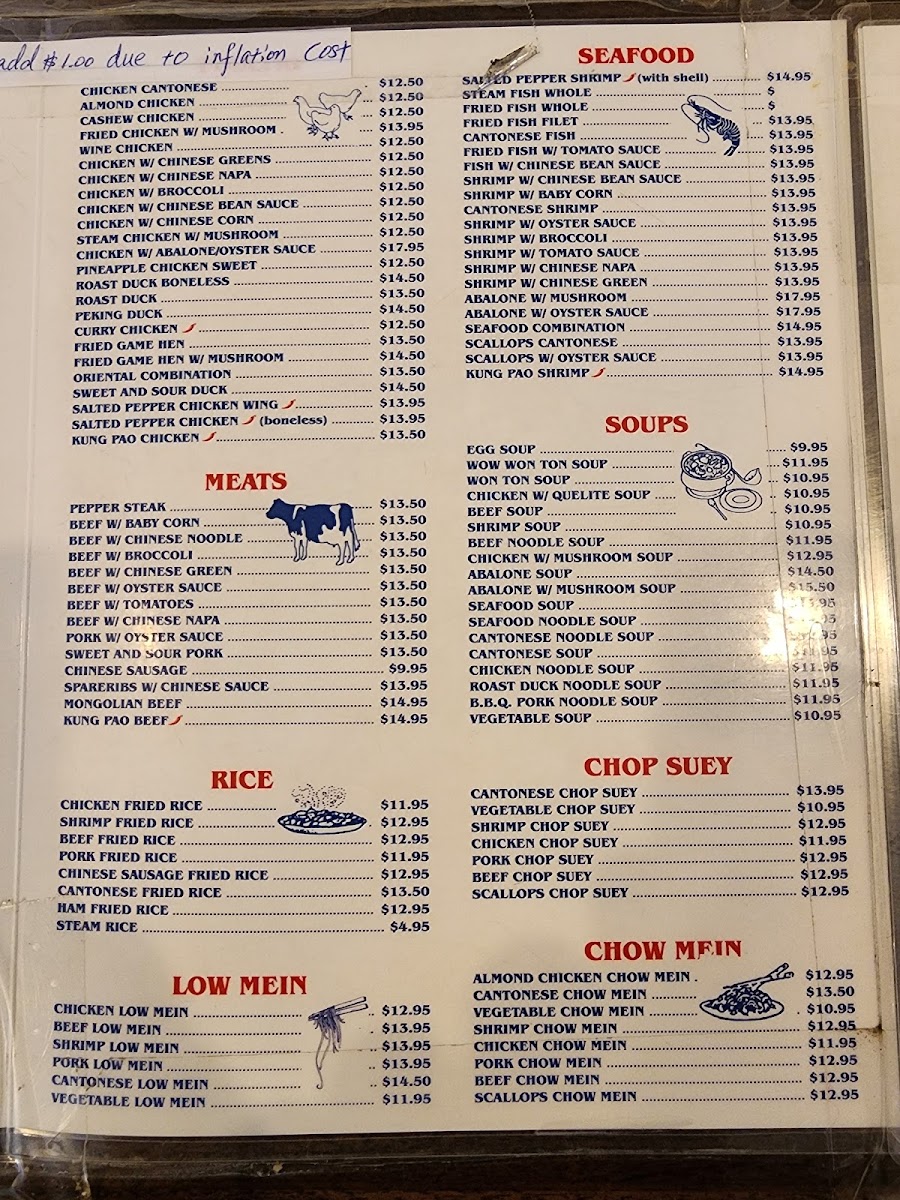 add $1.00 due to inflation cost
CHICKEN CANTONESE $12.50
ALMOND CHICKEN $12.50
CASHEW CHICKEN $12.50
FRIED CHICKEN W/ MUSHROOM $13.95
WINE CHICKEN $12.50
CHICKEN W/ CHINESE GREENS $12.50
CHICKEN W/ CHINESE NAPA $12.50
CHICKEN W/ BROCCOLI $12.50
CHICKEN W/ CHINESE BEAN SAUCE $12.50
CHICKEN W/ CHINESE CORN $12.50
STEAM CHICKEN W/ MUSHROOM $12.50
CHICKEN W/ ABALONE/OYSTER SAUCE $17.95
PINEAPPLE CHICKEN SWEET $12.50
ROAST DUCK BONELESS $14.50
ROAST DUCK $13.50
PEKING DUCK $14.50
CURRY CHICKEN $12.50
FRIED GAME HEN $13.50
FRIED GAME HEN W/ MUSHROOM $14.50
ORIENTAL COMBINATION $13.50
SWEET AND SOUR DUCK $14.50
SALTED PEPPER CHICKEN WING $13.95
SALTED PEPPER CHICKEN (boneless) $13.95
KUNG PAO CHICKEN $13.50
MEATS
PEPPER STEAK $13.50
BEEF W/ BABY CORN $13.50
BEEF W/ CHINESE NOODLE $13.50
BEEF W/ BROCCOLI $13.50
BEEF W/ CHINESE GREEN $13.50
BEEF W/ OYSTER SAUCE $13.50
BEEF W/ TOMATOES $13.50
BEEF W/ CHINESE NAPA $13.50
PORK W/ OYSTER SAUCE $13.50
SWEET AND SOUR PORK $13.50
CHINESE SAUSAGE $9.95
SPARERIBS W/ CHINESE SAUCE $13.95
MONGOLIAN BEEF $14.95
KUNG PAO BEEF $14.95
RICE
CHICKEN FRIED RICE $11.95
SHRIMP FRIED RICE $12.95
BEEF FRIED RICE $12.95
PORK FRIED RICE $11.95
CHINESE SAUSAGE FRIED RICE $12.95
CANTONESE FRIED RICE $13.50
HAM FRIED RICE $12.95
STEAM RICE $4.95
LOW MEIN
CHICKEN LOW MEIN $12.95
BEEF LOW MEIN $13.95
SHRIMP LOW MEIN $13.95
PORK LOW MEIN $13.95
CANTONESE LOW MEIN $14.50
VEGETABLE LOW MEIN $11.95
SEAFOOD
SALTED PEPPER SHRIMP (with shell) $14.95
STEAM FISH WHOLE $
FRIED FISH WHOLE $
FRIED FISH FILET $13.95
CANTONESE FISH $13.95
FRIED FISH W/ TOMATO SAUCE $13.95
FISH W/ CHINESE BEAN SAUCE $13.95
SHRIMP W/ CHINESE BEAN SAUCE $13.95
SHRIMP W/ BABY CORN $13.95
CANTONESE SHRIMP $13.95
SHRIMP W/ OYSTER SAUCE $13.95
SHRIMP W/ BROCCOLI $13.95
SHRIMP W/ TOMATO SAUCE $13.95
SHRIMP W/ CHINESE NAPA $13.95
SHRIMP W/ CHINESE GREEN $13.95
ABALONE W/ MUSHROOM $17.95
ABALONE W/ OYSTER SAUCE $17.95
SEAFOOD COMBINATION $14.95
SCALLOPS CANTONESE $13.95
SCALLOPS W/ OYSTER SAUCE $13.95
KUNG PAO SHRIMP $14.95
SOUPS
EGG SOUP $9.95
WOW WON TON SOUP $11.95
WON TON SOUP $10.95
CHICKEN W/ QUELITE SOUP $10.95
BEEF SOUP $10.95
SHRIMP SOUP $10.95
BEEF NOODLE SOUP $11.95
CHICKEN W/ MUSHROOM SOUP $12.95
ABALONE SOUP $14.50
ABALONE W/ MUSHROOM SOUP $15.50
SEAFOOD SOUP
SEAFOOD NOODLE SOUP
CANTONESE NOODLE SOUP
CANTONESE SOUP
CHICKEN NOODLE SOUP $11.95
ROAST DUCK NOODLE SOUP $11.95
B.B.Q. PORK NOODLE SOUP $11.95
VEGETABLE SOUP $10.95
CHOP SUEY
CANTONESE CHOP SUEY $13.95
VEGETABLE CHOP SUEY $10.95
SHRIMP CHOP SUEY $12.95
CHICKEN CHOP SUEY $11.95
PORK CHOP SUEY $12.95
BEEF CHOP SUEY $12.95
SCALLOPS CHOP SUEY $12.95
CHOW MEIN
ALMOND CHICKEN CHOW MEIN $12.95
CANTONESE CHOW MEIN $13.50
VEGETABLE CHOW MEIN $10.95
SHRIMP CHOW MEIN $12.95
CHICKEN CHOW MEIN $11.95
PORK CHOW MEIN $12.95
BEEF CHOW MEIN $12.95
SCALLOPS CHOW MEIN $12.95